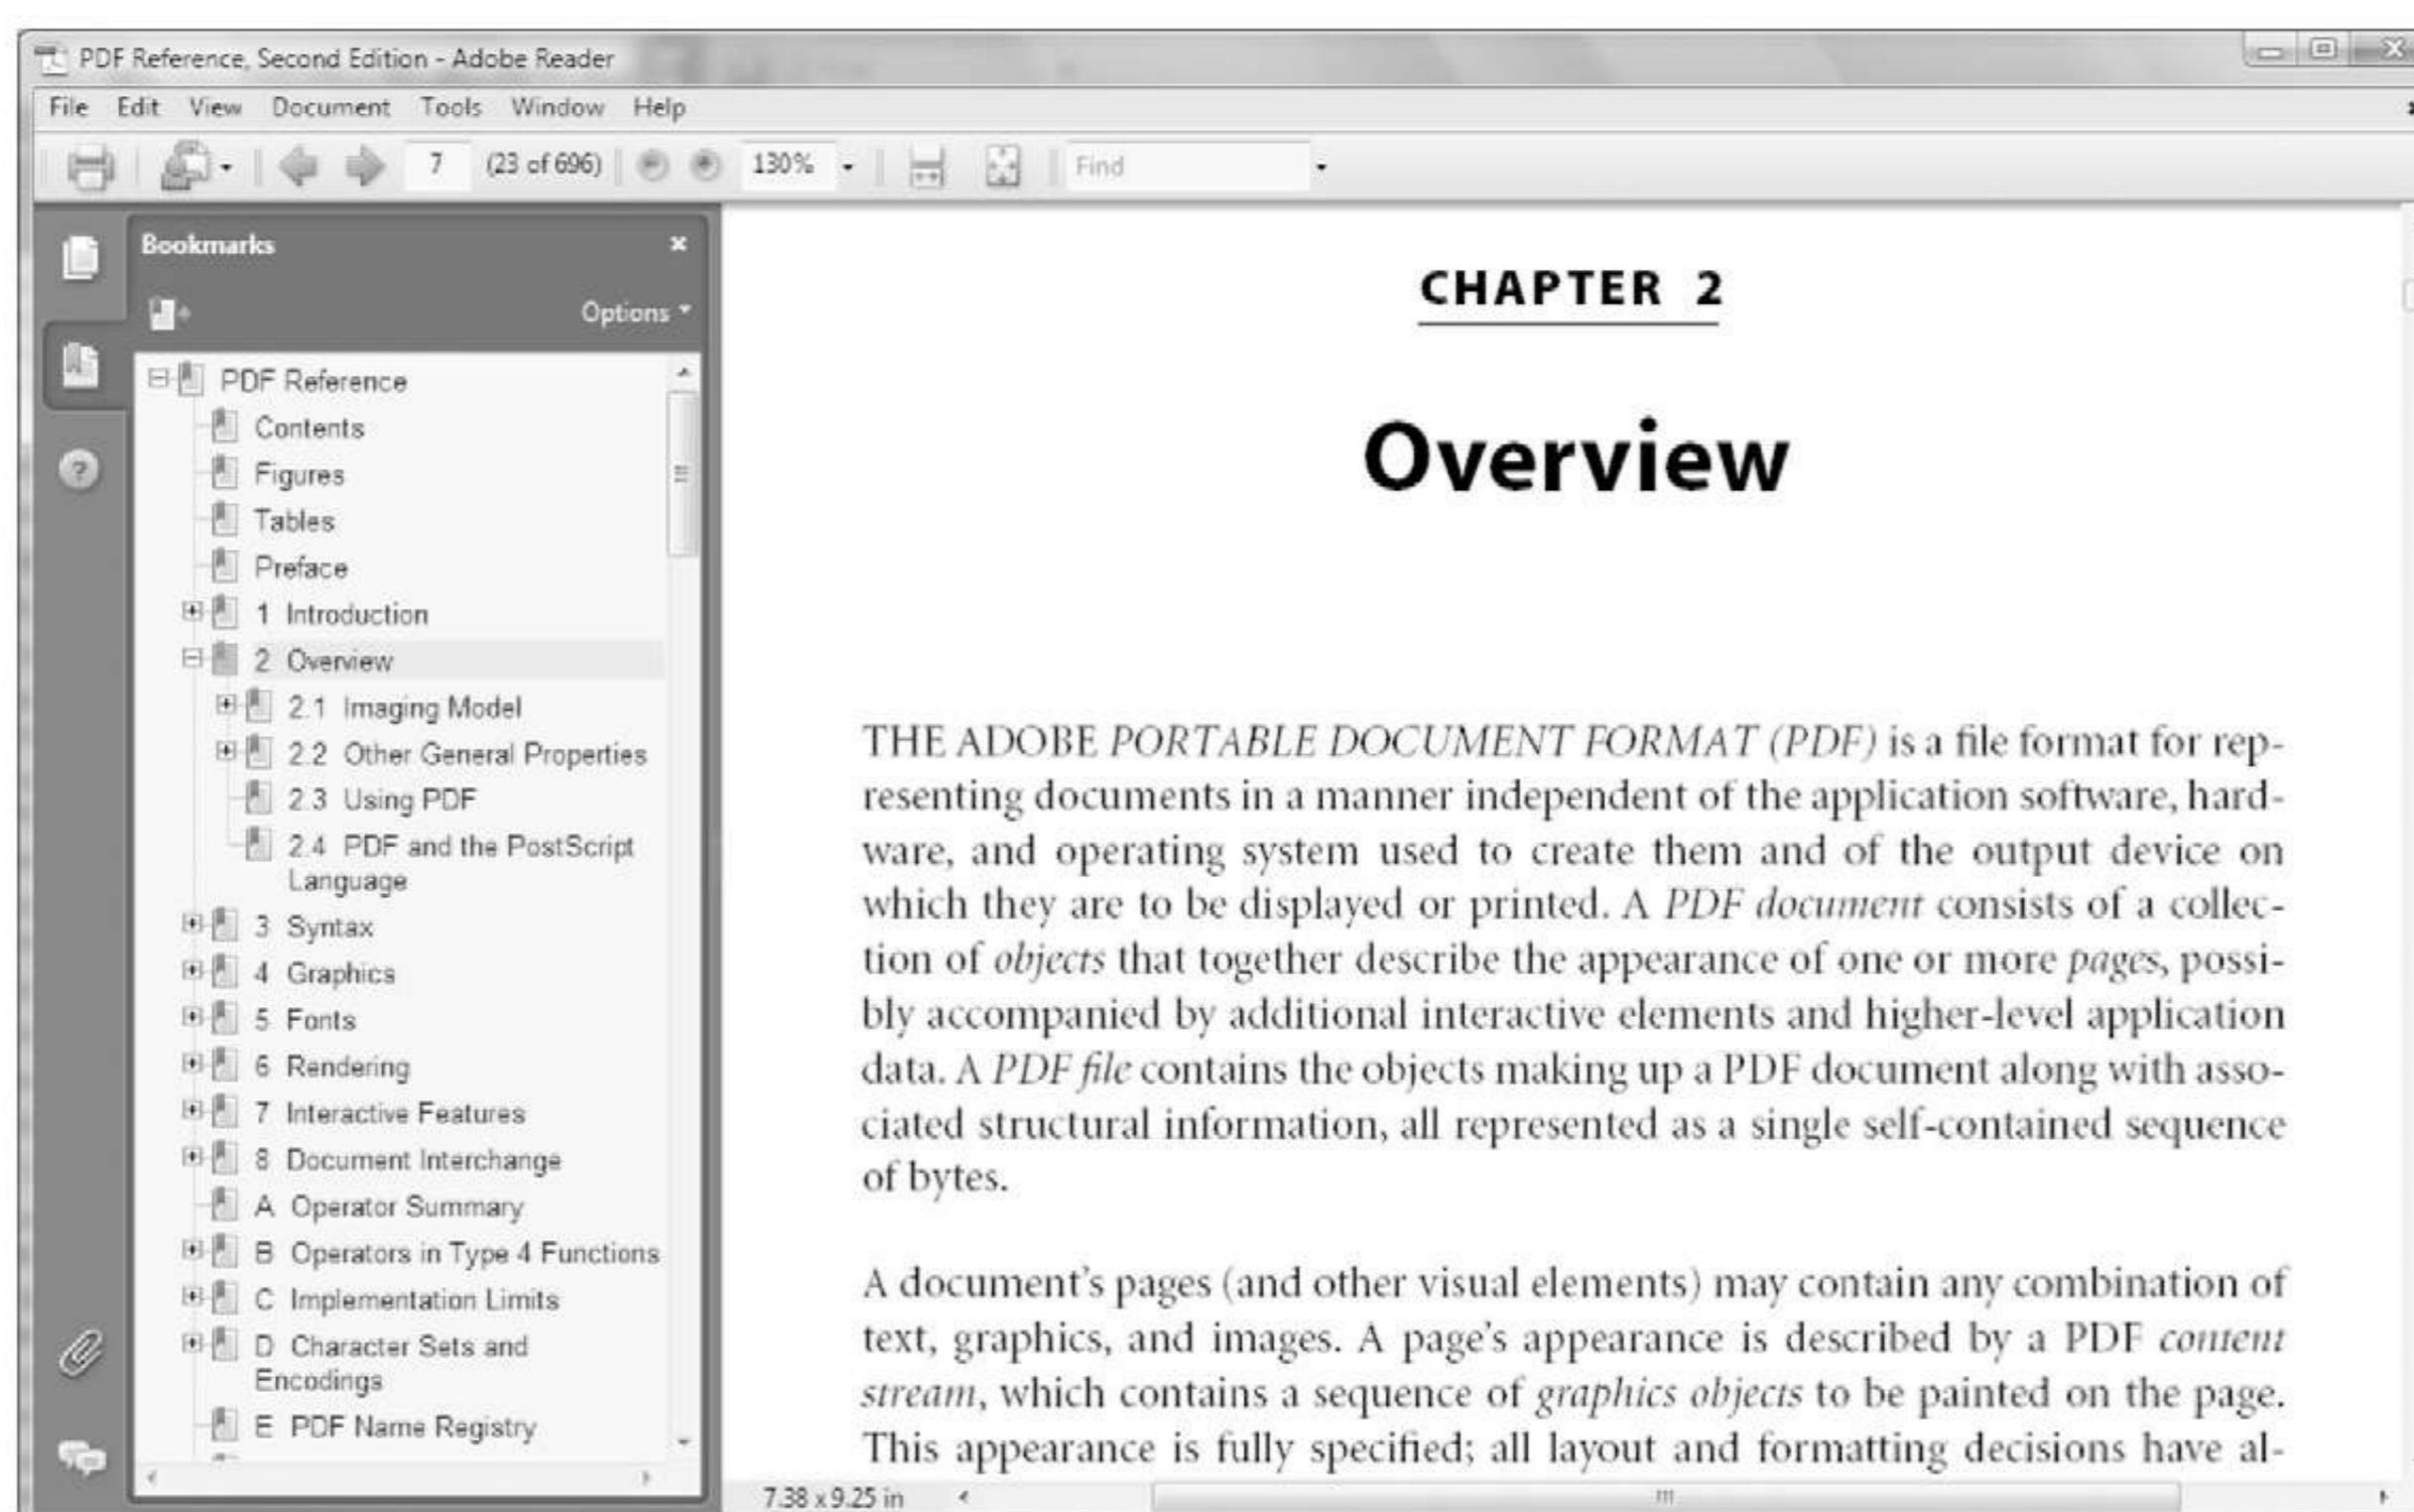 PDF Reference, Second Edition - Adobe Reader
File Edit View Document Tools Window Help
7 (23 of 696) 130% Find
Bookmarks
Options
PDF Reference
Contents
Figures
Tables
Preface
1 Introduction
2 Overview
2.1 Imaging Model
2.2 Other General Properties
2.3 Using PDF
2.4 PDF and the PostScript
Language
3 Syntax
4 Graphics
5 Fonts
6 Rendering
7 Interactive Features
8 Document Interchange
A Operator Summary
B Operators in Type 4 Functions
C Implementation Limits
D Character Sets and
Encodings
E PDF Name Registry
CHAPTER 2
Overview
THE ADOBE PORTABLE DOCUMENT FORMAT (PDF) is a file format for rep-
resenting documents in a manner independent of the application software, hard-
ware, and operating system used to create them and of the output device on
which they are to be displayed or printed. A PDF document consists of a collec-
tion of objects that together describe the appearance of one or more pages, possi-
bly accompanied by additional interactive elements and higher-level application
data. A PDF file contains the objects making up a PDF document along with asso-
ciated structural information, all represented as a single self-contained sequence
of bytes.
A document's pages (and other visual elements) may contain any combination of
text, graphics, and images. A page's appearance is described by a PDF content
stream, which contains a sequence of graphics objects to be painted on the page.
This appearance is fully specified; all layout and formatting decisions have al-
7.38 x 9.25 in